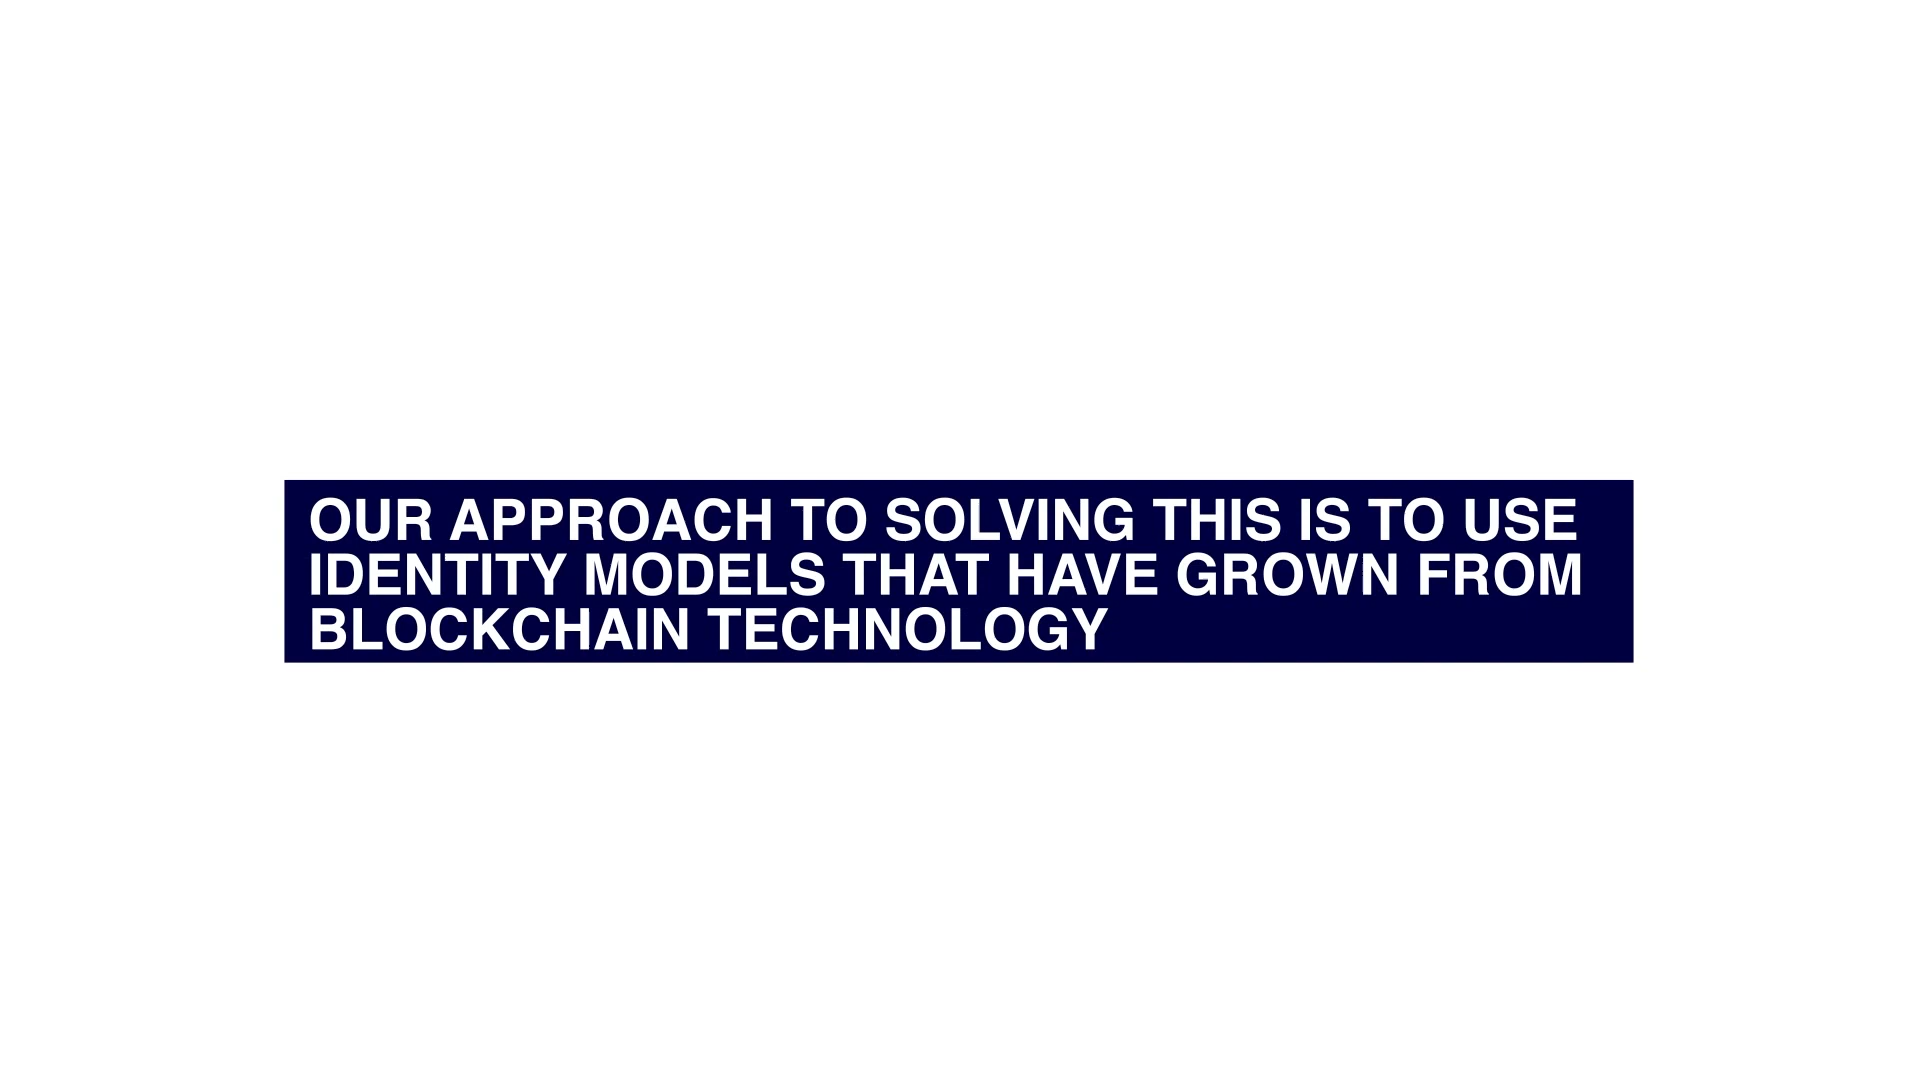 OUR APPROACH TO SOLVING THIS IS TO USE
IDENTITY MODELS THAT HAVE GROWN FROM
BLOCKCHAIN TECHNOLOGY